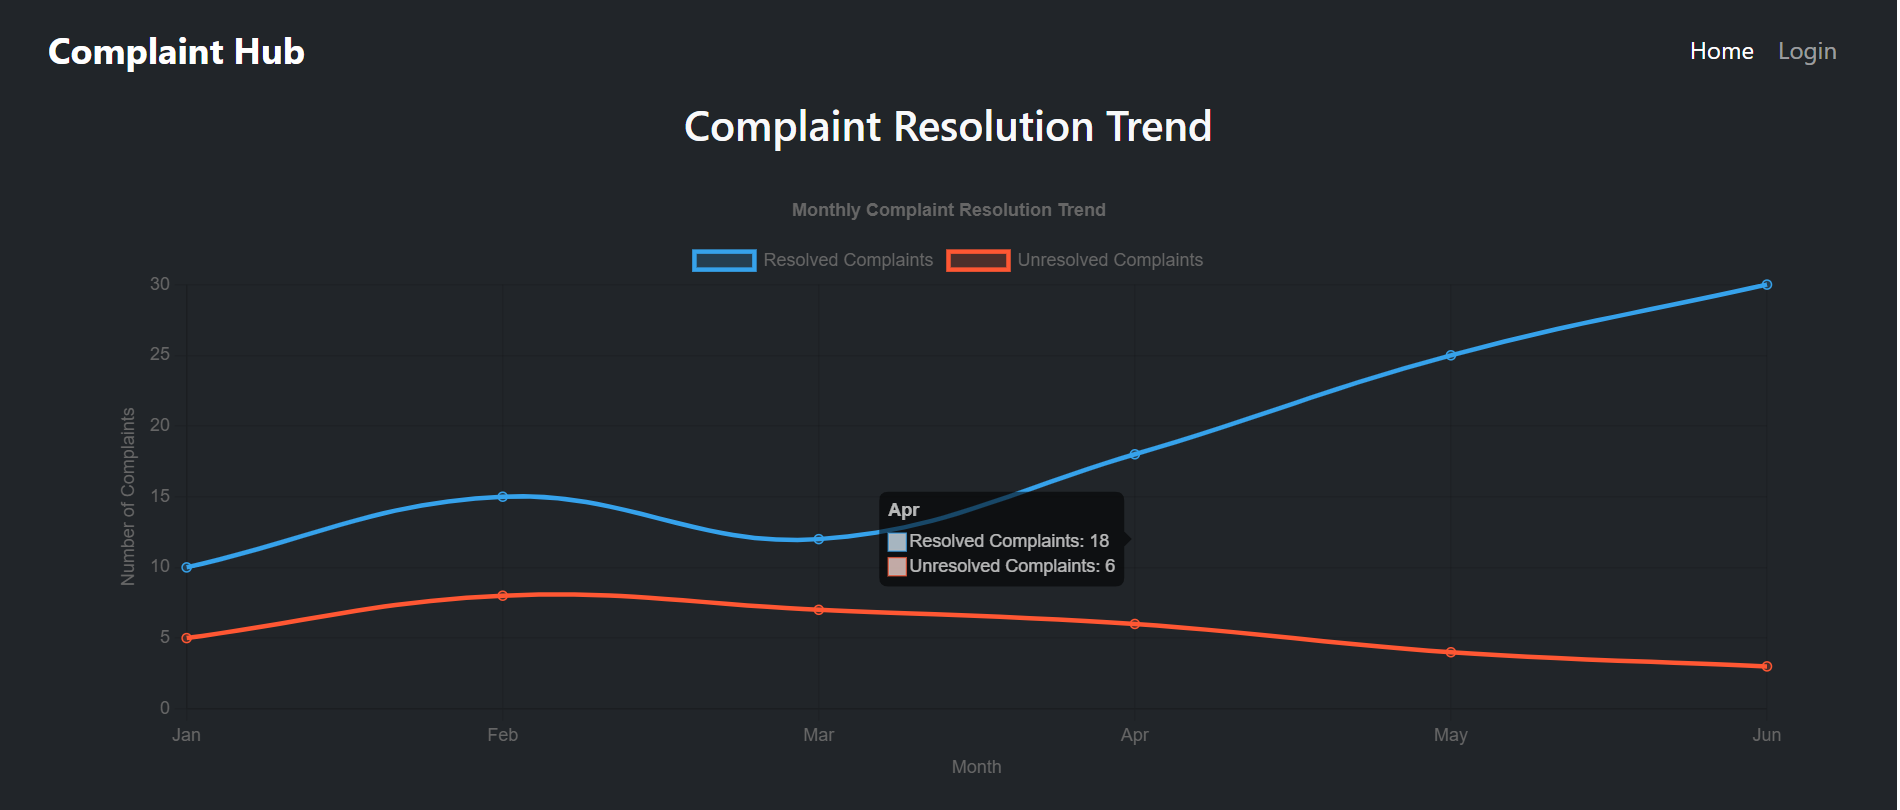 Complaint Hub
Home Login
Complaint Resolution Trend
Monthly Complaint Resolution Trend
Resolved Complaints Unresolved Complaints
30
25
20
15
10
5
0
Number of Complaints
Apr
Resolved Complaints: 18
Unresolved Complaints: 6
Jan Feb Mar Apr May Jun
Month